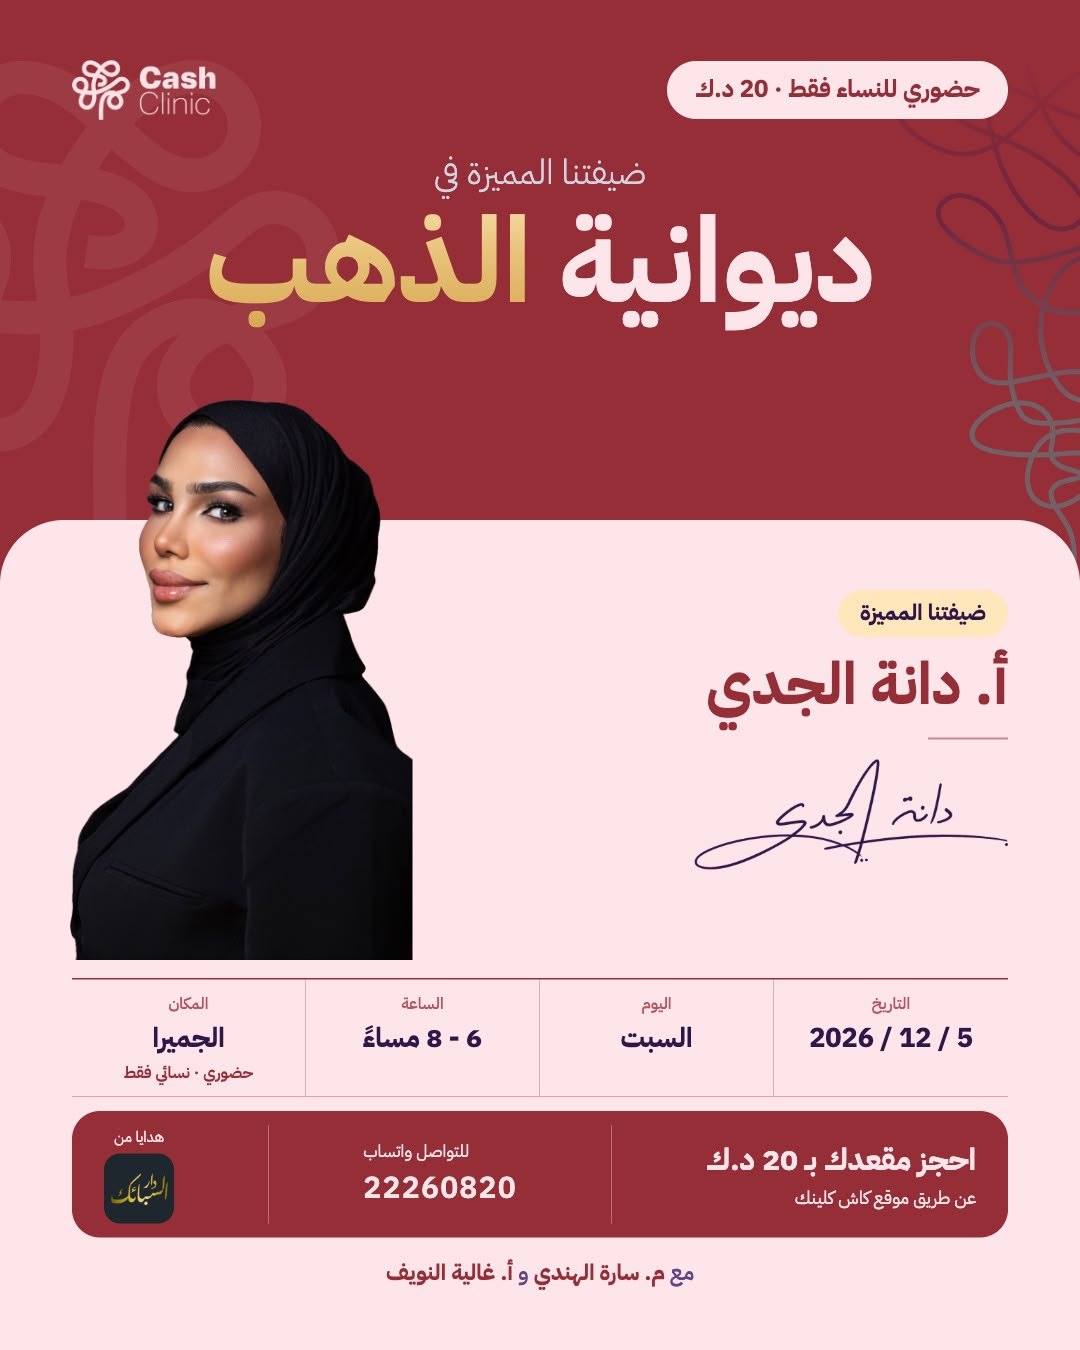 Cash
Clinic
حضوري للنساء فقط · 20 د.ك
ضيفتنا المميزة في
ديوانية الذهب
ضيفتنا المميزة
أ. دانة الجدي
دانة الجدي
التاريخ
5 / 12 / 2026
اليوم
السبت
الساعة
6 - 8 مساءً
المكان
الجميرا
حضوري · نسائي فقط
احجز مقعدك بـ 20 د.ك
عن طريق موقع كاش كلينك
للتواصل واتساب
22260820
هدايا من
دار السبائك
مع م. سارة الهندي و أ. غالية النويف